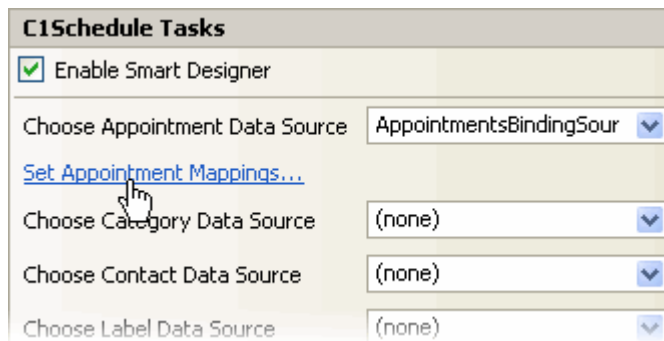 C1Schedule Tasks
Enable Smart Designer
Choose Appointment Data Source AppointmentsBindingSour
Set Appointment Mappings...
Choose Category Data Source (none)
Choose Contact Data Source (none)
Choose Label Data Source (none)